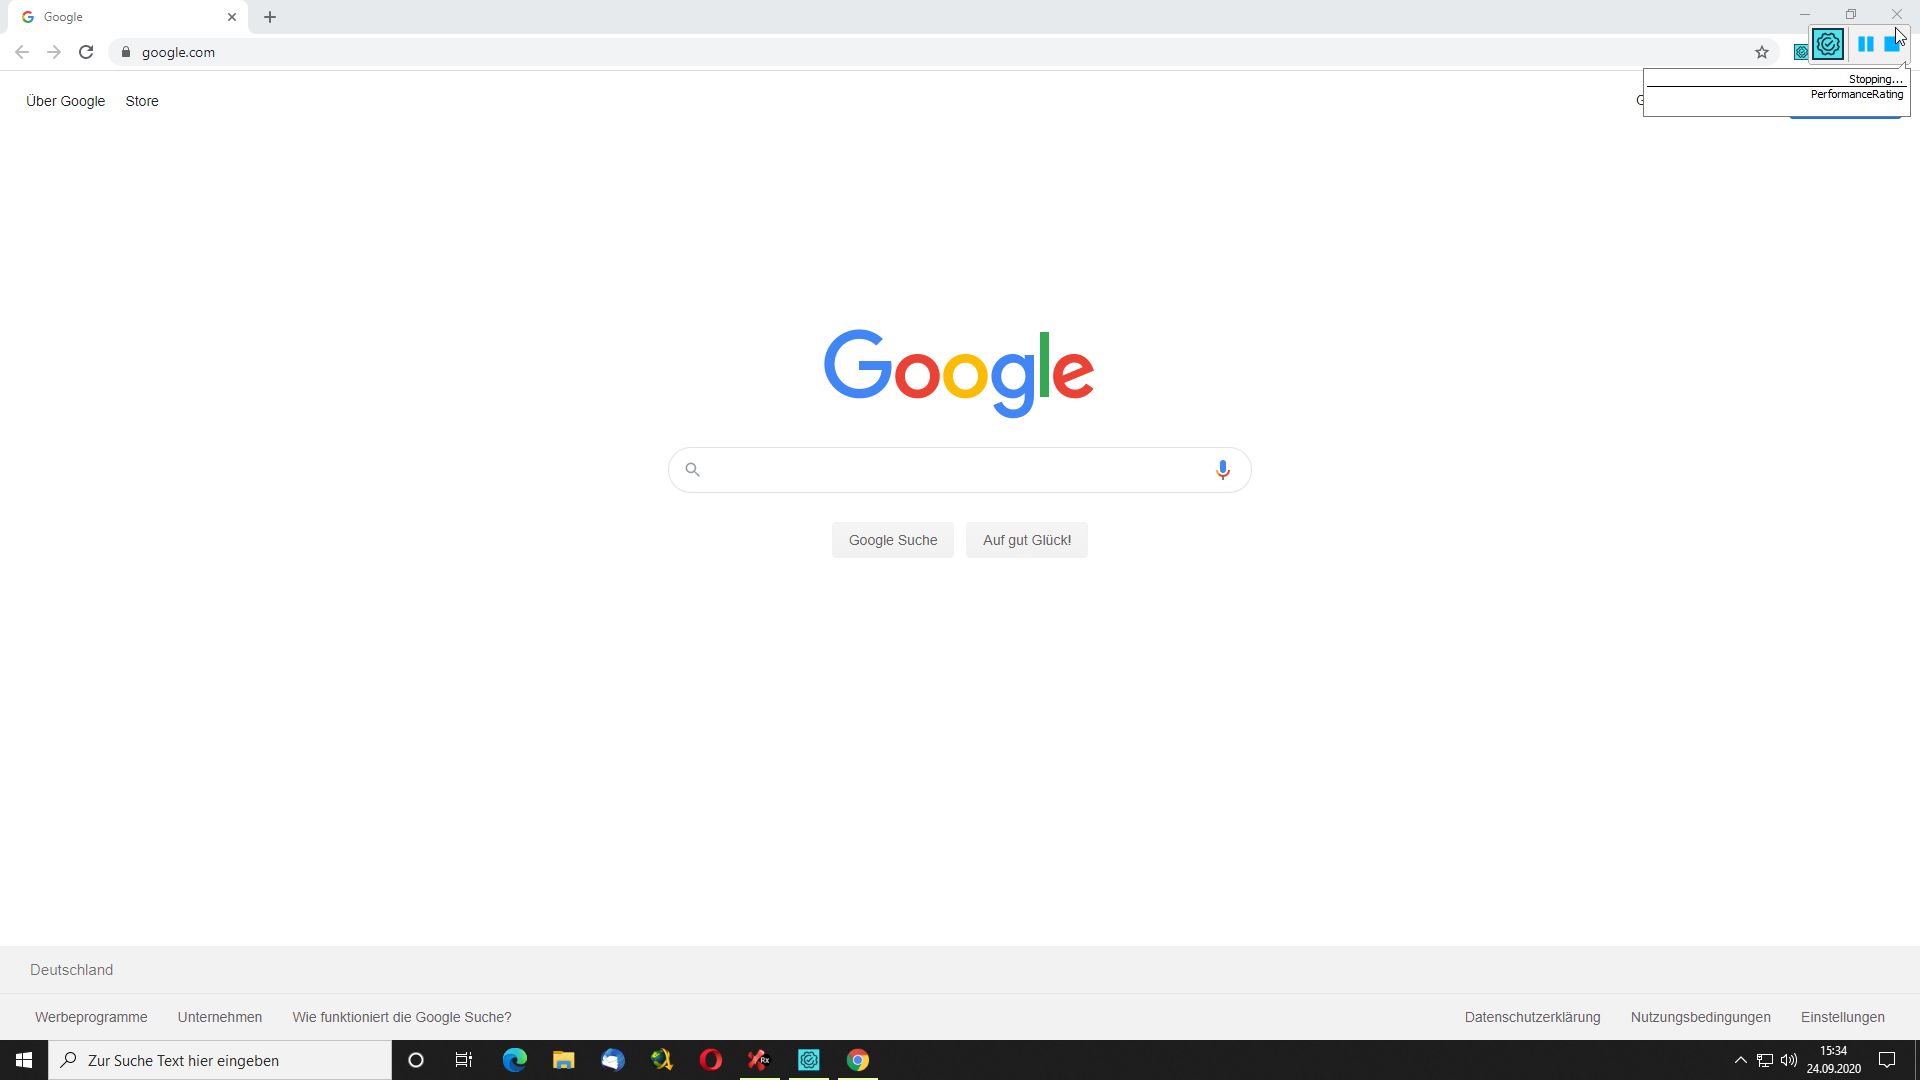 Google
google.com
Stopping...
PerformanceRating
Über Google Store
Google
Google Suche Auf gut Glück!
Deutschland
Werbeprogramme Unternehmen Wie funktioniert die Google Suche? Datenschutzerklärung Nutzungsbedingungen Einstellungen
Zur Suche Text hier eingeben
15:34
24.09.2020